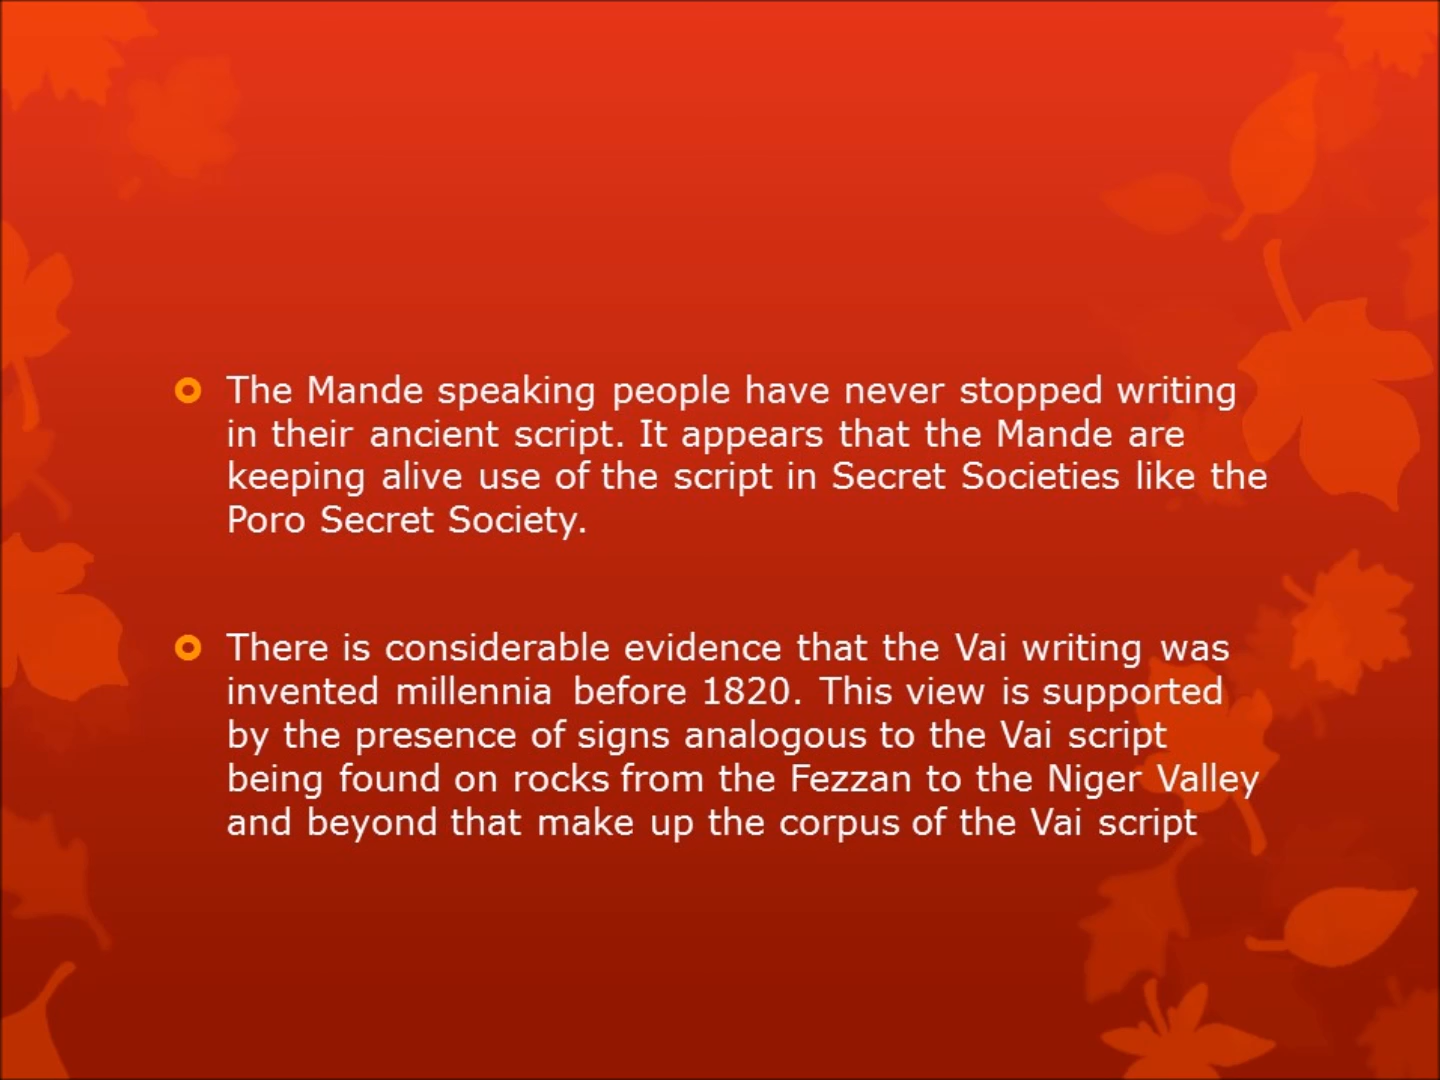 The Mande speaking people have never stopped writing
in their ancient script. It appears that the Mande are
keeping alive use of the script in Secret Societies like the
Poro Secret Society.
There is considerable evidence that the Vai writing was
invented millennia before 1820. This view is supported
by the presence of signs analogous to the Vai script
being found on rocks from the Fezzan to the Niger Valley
and beyond that make up the corpus of the Vai script